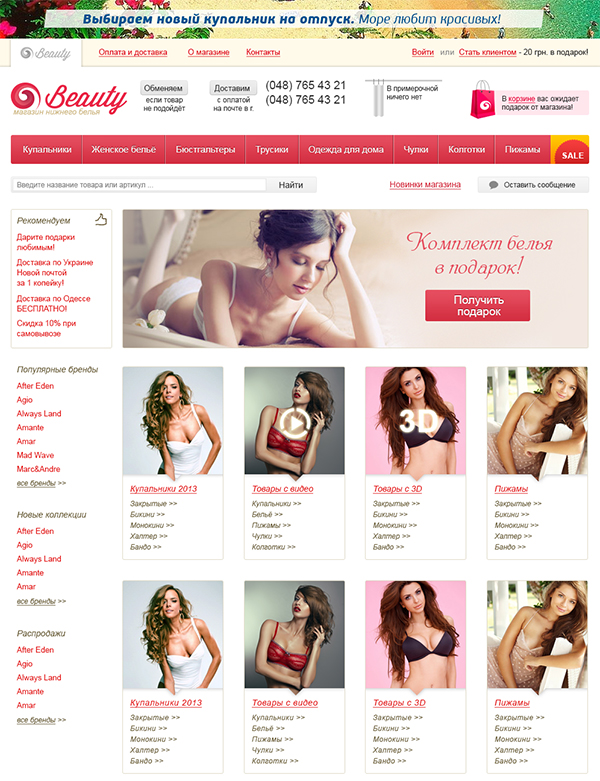 Выбираем новый купальник на отпуск. Море любит красивых!
Beauty
Оплата и доставка
О магазине
Контакты
Войти или Стать клиентом - 20 грн. в подарок!
Beauty
магазин нижнего белья
Обменяем
если товар
не подойдёт
Доставим
с оплатой
на почте в г.
(048) 765 43 21
(048) 765 43 21
В примерочной
ничего нет
В корзине вас ожидает
подарок от магазина!
Купальники
Женское бельё
Бюстгальтеры
Трусики
Одежда для дома
Чулки
Колготки
Пижамы
SALE
Введите название товара или артикул ...
Найти
Новинки магазина
Оставить сообщение
Рекомендуем
Дарите подарки
любимым!
Доставка по Украине
Новой почтой
за 1 копейку!
Доставка по Одессе
БЕСПЛАТНО!
Скидка 10% при
самовывозе
Комплект белья
в подарок!
Получить
подарок
Популярные бренды
After Eden
Agio
Always Land
Amante
Amar
Mad Wave
Marc&Andre
все бренды >>
Новые коллекции
After Eden
Agio
Always Land
Amante
Amar
все бренды >>
Распродажи
After Eden
Agio
Always Land
Amante
Amar
все бренды >>
Купальники 2013
Закрытые >>
Бикини >>
Монокини >>
Халтер >>
Бандо >>
Товары с видео
Купальники >>
Бельё >>
Пижамы >>
Чулки >>
Колготки >>
3D
Товары с 3D
Закрытые >>
Бикини >>
Монокини >>
Халтер >>
Бандо >>
Пижамы
Закрытые >>
Бикини >>
Монокини >>
Халтер >>
Бандо >>
Купальники 2013
Закрытые >>
Бикини >>
Монокини >>
Халтер >>
Бандо >>
Товары с видео
Купальники >>
Бельё >>
Пижамы >>
Чулки >>
Колготки >>
Товары с 3D
Закрытые >>
Бикини >>
Монокини >>
Халтер >>
Бандо >>
Пижамы
Закрытые >>
Бикини >>
Монокини >>
Халтер >>
Бандо >>